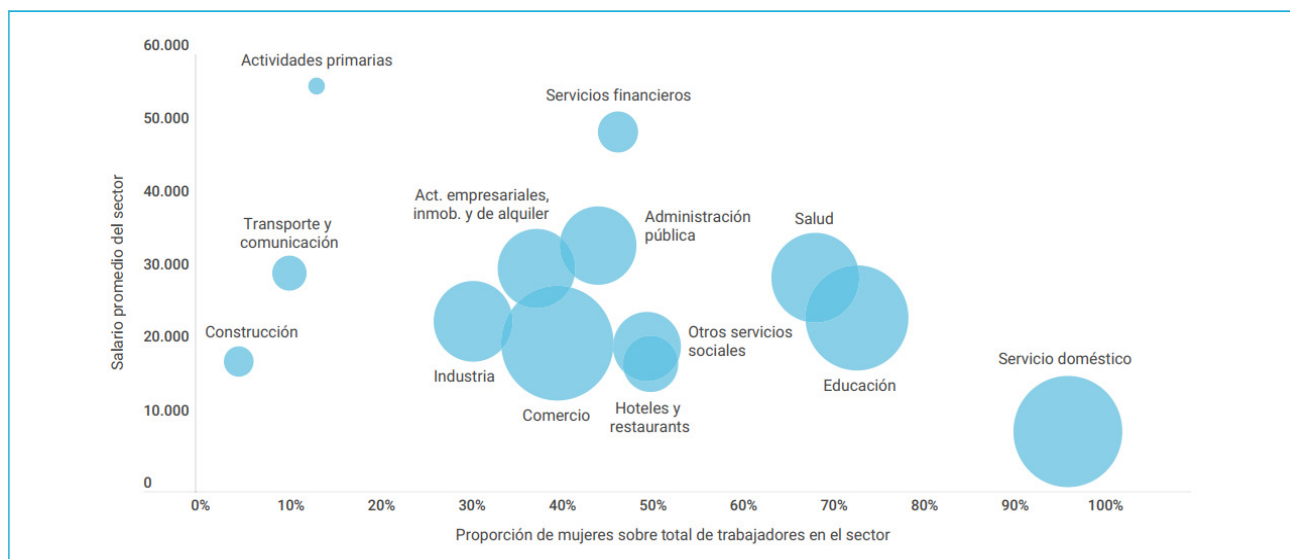 60.000
50.000
40.000
30.000
20.000
10.000
0
Salario promedio del sector
Actividades primarias
Servicios financieros
Act. empresariales,
inmob. y de alquiler
Administración
pública
Salud
Transporte y
comunicación
Construcción
Industria
Comercio
Otros servicios
sociales
Hoteles y
restaurants
Educación
Servicio doméstico
0%
10%
20%
30%
40%
50%
60%
70%
80%
90%
100%
Proporción de mujeres sobre total de trabajadores en el sector